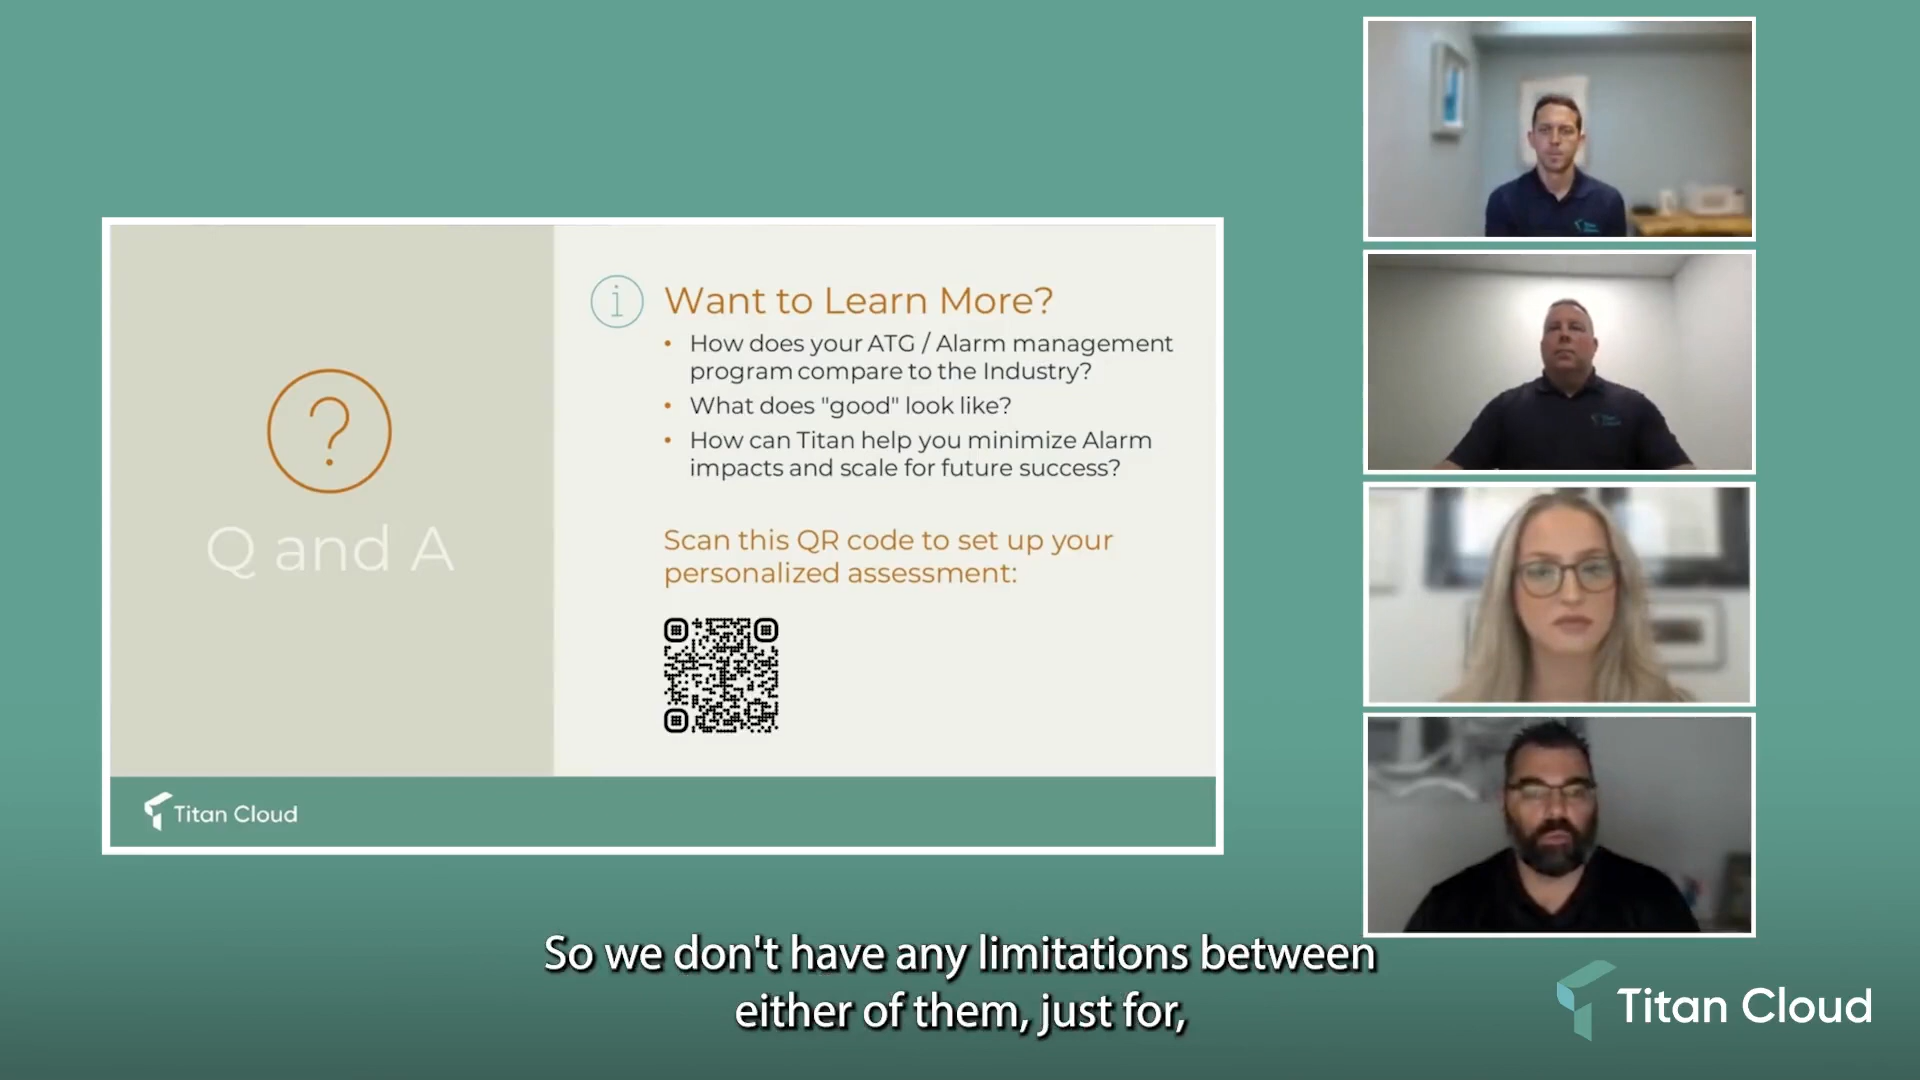 Want to Learn More?
• How does your ATG / Alarm management
program compare to the Industry?
• What does "good" look like?
• How can Titan help you minimize Alarm
impacts and scale for future success?
Q and A
Scan this QR code to set up your
personalized assessment:
Titan Cloud
So we don't have any limitations between
either of them, just for,
Titan Cloud